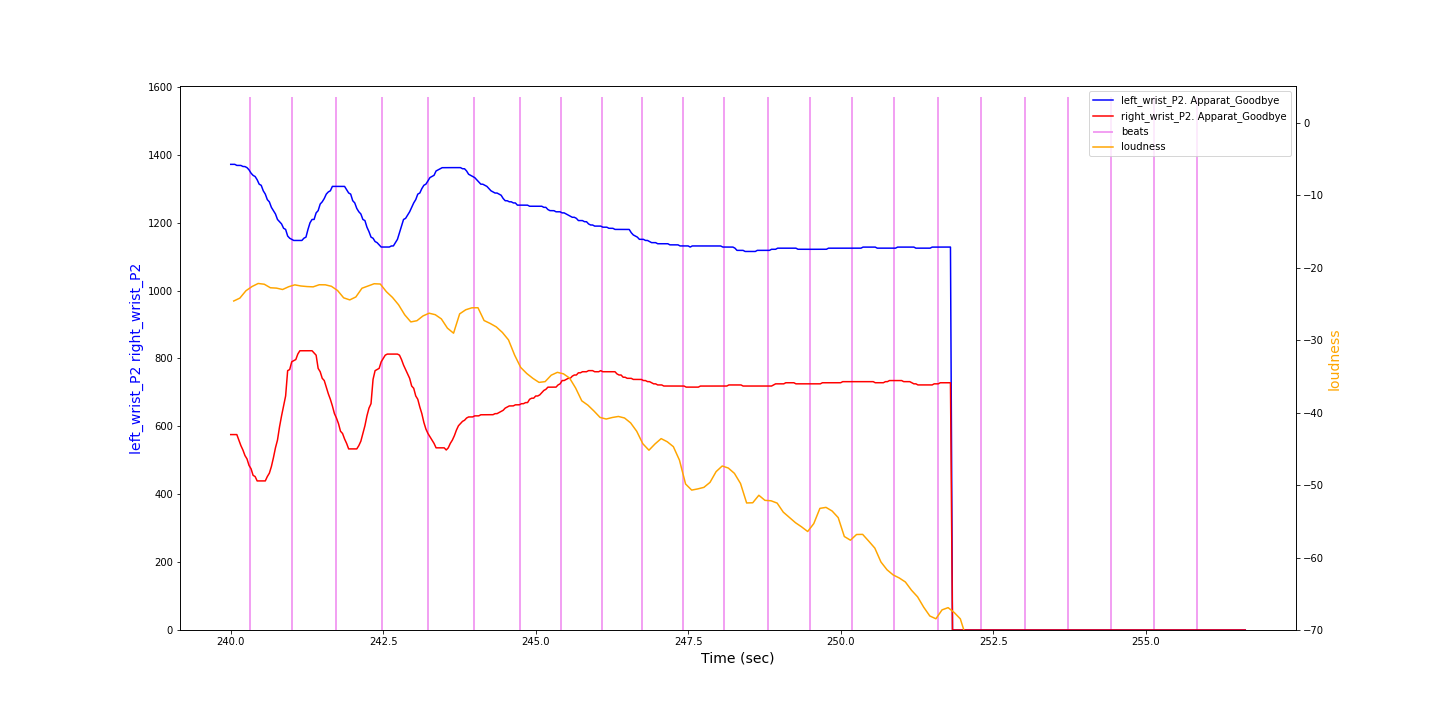 left_wrist_P2. Apparat_Goodbye
right_wrist_P2. Apparat_Goodbye
beats
loudness
1600
1400
1200
1000
800
600
400
200
0
left_wrist_P2 right_wrist_P2
0
−10
−20
−30
−40
−50
−60
−70
loudness
240.0 242.5 245.0 247.5 250.0 252.5 255.0
Time (sec)